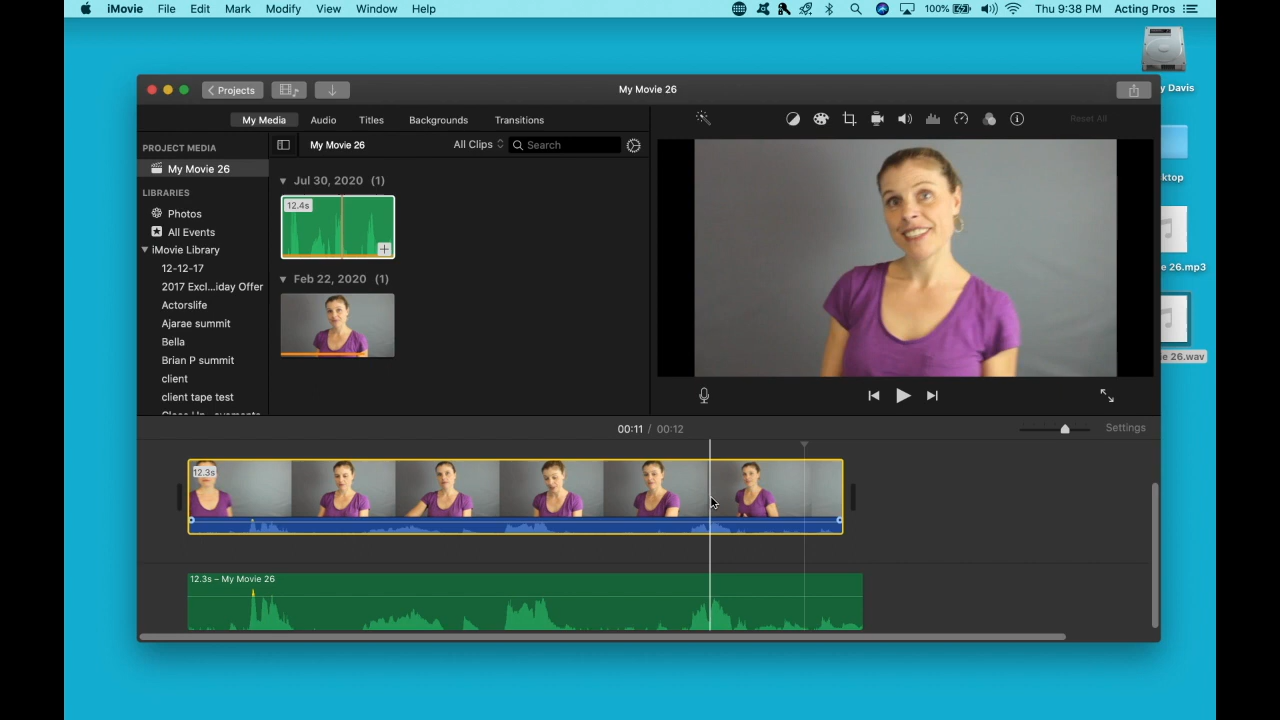 iMovie File Edit Mark Modify View Window Help 100% Thu 9:38 PM Acting Pros
y Davis
Projects My Movie 26
My Media Audio Titles Backgrounds Transitions Reset All
PROJECT MEDIA My Movie 26 All Clips Search
My Movie 26
LIBRARIES
Photos
All Events
iMovie Library
12-12-17
2017 Excl...iday Offer
Actorslife
Ajarae summit
Bella
Brian P summit
client
client tape test
Jul 30, 2020 (1)
12.4s
Feb 22, 2020 (1)
ktop
e 26.mp3
e 26.wav
00:11 / 00:12 Settings
12.3s
12.3s – My Movie 26